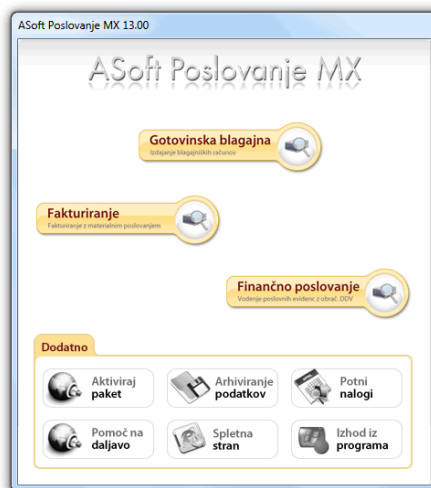 ASoft Poslovanje MX 13.00
ASoft Poslovanje MX
Gotovinska blagajna
Izdajanje blagajniških računov
Fakturiranje
Fakturiranje z materialnim poslovanjem
Finančno poslovanje
Vodenje poslovnih evidenc z obrač. DDV
Dodatno
Aktiviraj
paket
Arhiviranje
podatkov
Potni
nalogi
Pomoč na
daljavo
Spletna
stran
Izhod iz
programa